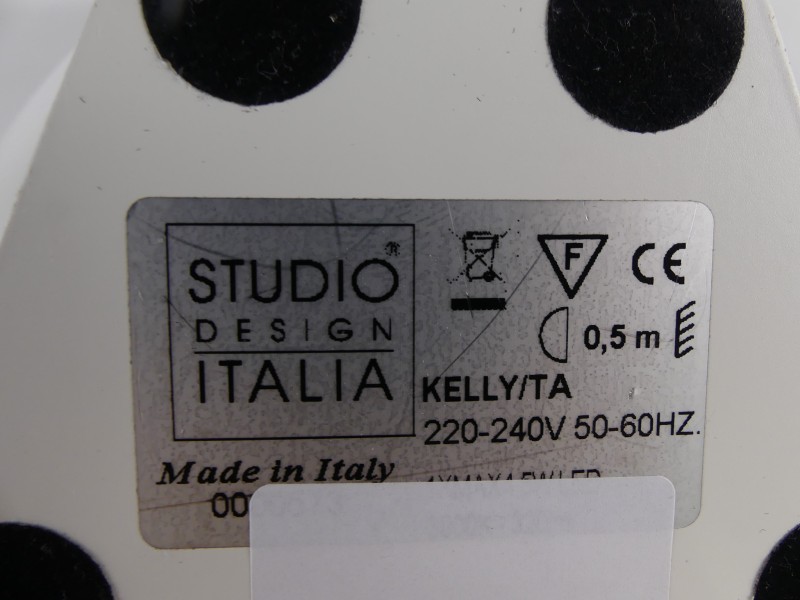 STUDIO®
DESIGN
ITALIA
F CE
0,5 m
KELLY/TA
220-240V 50-60HZ.
Made in Italy